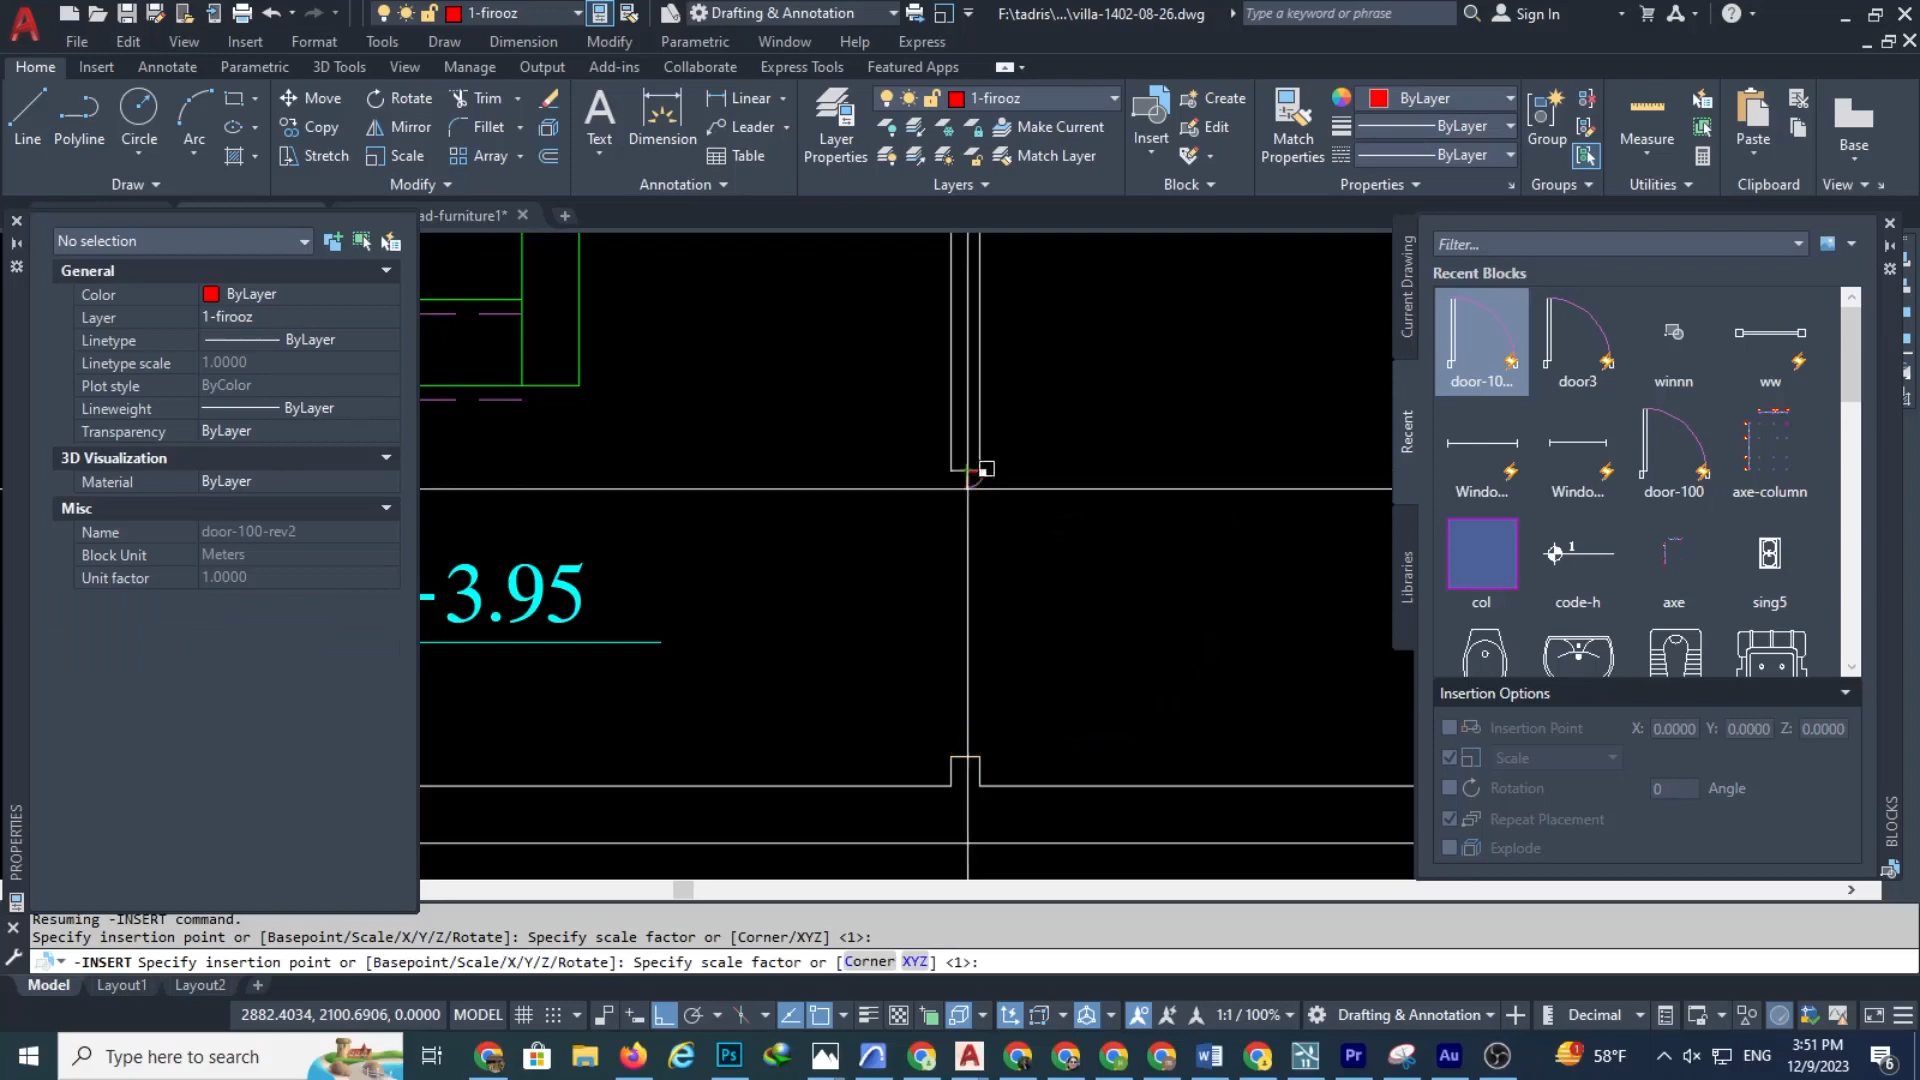 1-firooz
Drafting & Annotation
F:\tadris\...\villa-1402-08-26.dwg
Type a keyword or phrase
Sign In
File Edit View Insert Format Tools Draw Dimension Modify Parametric Window Help Express
Home Insert Annotate Parametric 3D Tools View Manage Output Add-ins Collaborate Express Tools Featured Apps
Line Polyline Circle Arc
Move Rotate Trim
Copy Mirror Fillet
Stretch Scale Array
Text Dimension
Linear
Leader
Table
Layer Properties
1-firooz
Make Current
Match Layer
Insert
Create
Edit
Match Properties
ByLayer
ByLayer
ByLayer
Group
Measure
Paste
Base
Draw Modify Annotation Layers Block Properties Groups Utilities Clipboard View
ad-furniture1*
No selection
General
Color ByLayer
Layer 1-firooz
Linetype ByLayer
Linetype scale 1.0000
Plot style ByColor
Lineweight ByLayer
Transparency ByLayer
3D Visualization
Material ByLayer
Misc
Name door-100-rev2
Block Unit Meters
Unit factor 1.0000
PROPERTIES
-3.95
Current Drawing
Recent
Libraries
Filter...
Recent Blocks
door-10... door3 winnn ww
Windo... Windo... door-100 axe-column
1
col code-h axe sing5
Insertion Options
Insertion Point X: 0.0000 Y: 0.0000 Z: 0.0000
Scale
Rotation 0 Angle
Repeat Placement
Explode
BLOCKS
Resuming -INSERT command.
Specify insertion point or [Basepoint/Scale/X/Y/Z/Rotate]: Specify scale factor or [Corner/XYZ] <1>:
-INSERT Specify insertion point or [Basepoint/Scale/X/Y/Z/Rotate]: Specify scale factor or [Corner XYZ] <1>:
Model Layout1 Layout2
2882.4034, 2100.6906, 0.0000 MODEL 1:1 / 100% Drafting & Annotation Decimal
Type here to search
Ps
Pr
Au
1
58°F
ENG
3:51 PM
12/9/2023
6